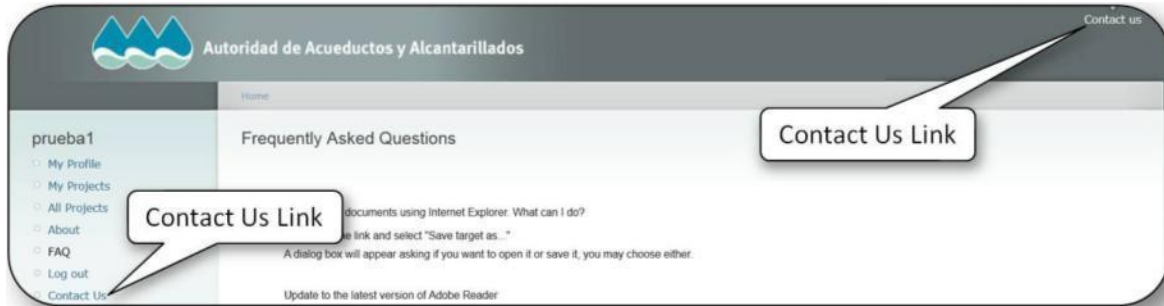 Contact us
Autoridad de Acueductos y Alcantarillados
Home
prueba1
My Profile
My Projects
All Projects
About
FAQ
Log out
Contact Us
Frequently Asked Questions
documents using Internet Explorer. What can I do?
link and select "Save target as..."
A dialog box will appear asking if you want to open it or save it, you may choose either.
Update to the latest version of Adobe Reader
Contact Us Link
Contact Us Link